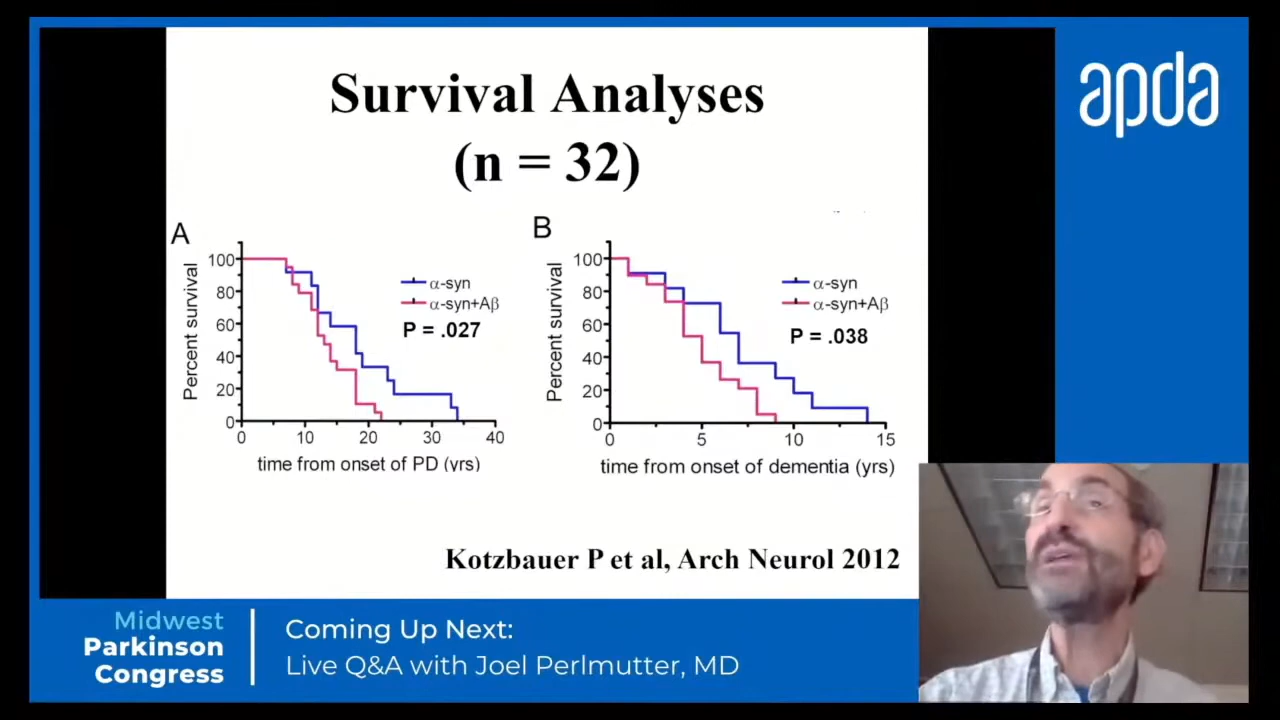 Survival Analyses
(n = 32)
A
Percent survival
100
80
60
40
20
0
0 10 20 30 40
time from onset of PD (yrs)
α-syn
α-syn+Aβ
P = .027
B
Percent survival
100
80
60
40
20
0
0 5 10 15
time from onset of dementia (yrs)
α-syn
α-syn+Aβ
P = .038
Kotzbauer P et al, Arch Neurol 2012
apda
Midwest
Parkinson
Congress
Coming Up Next:
Live Q&A with Joel Perlmutter, MD